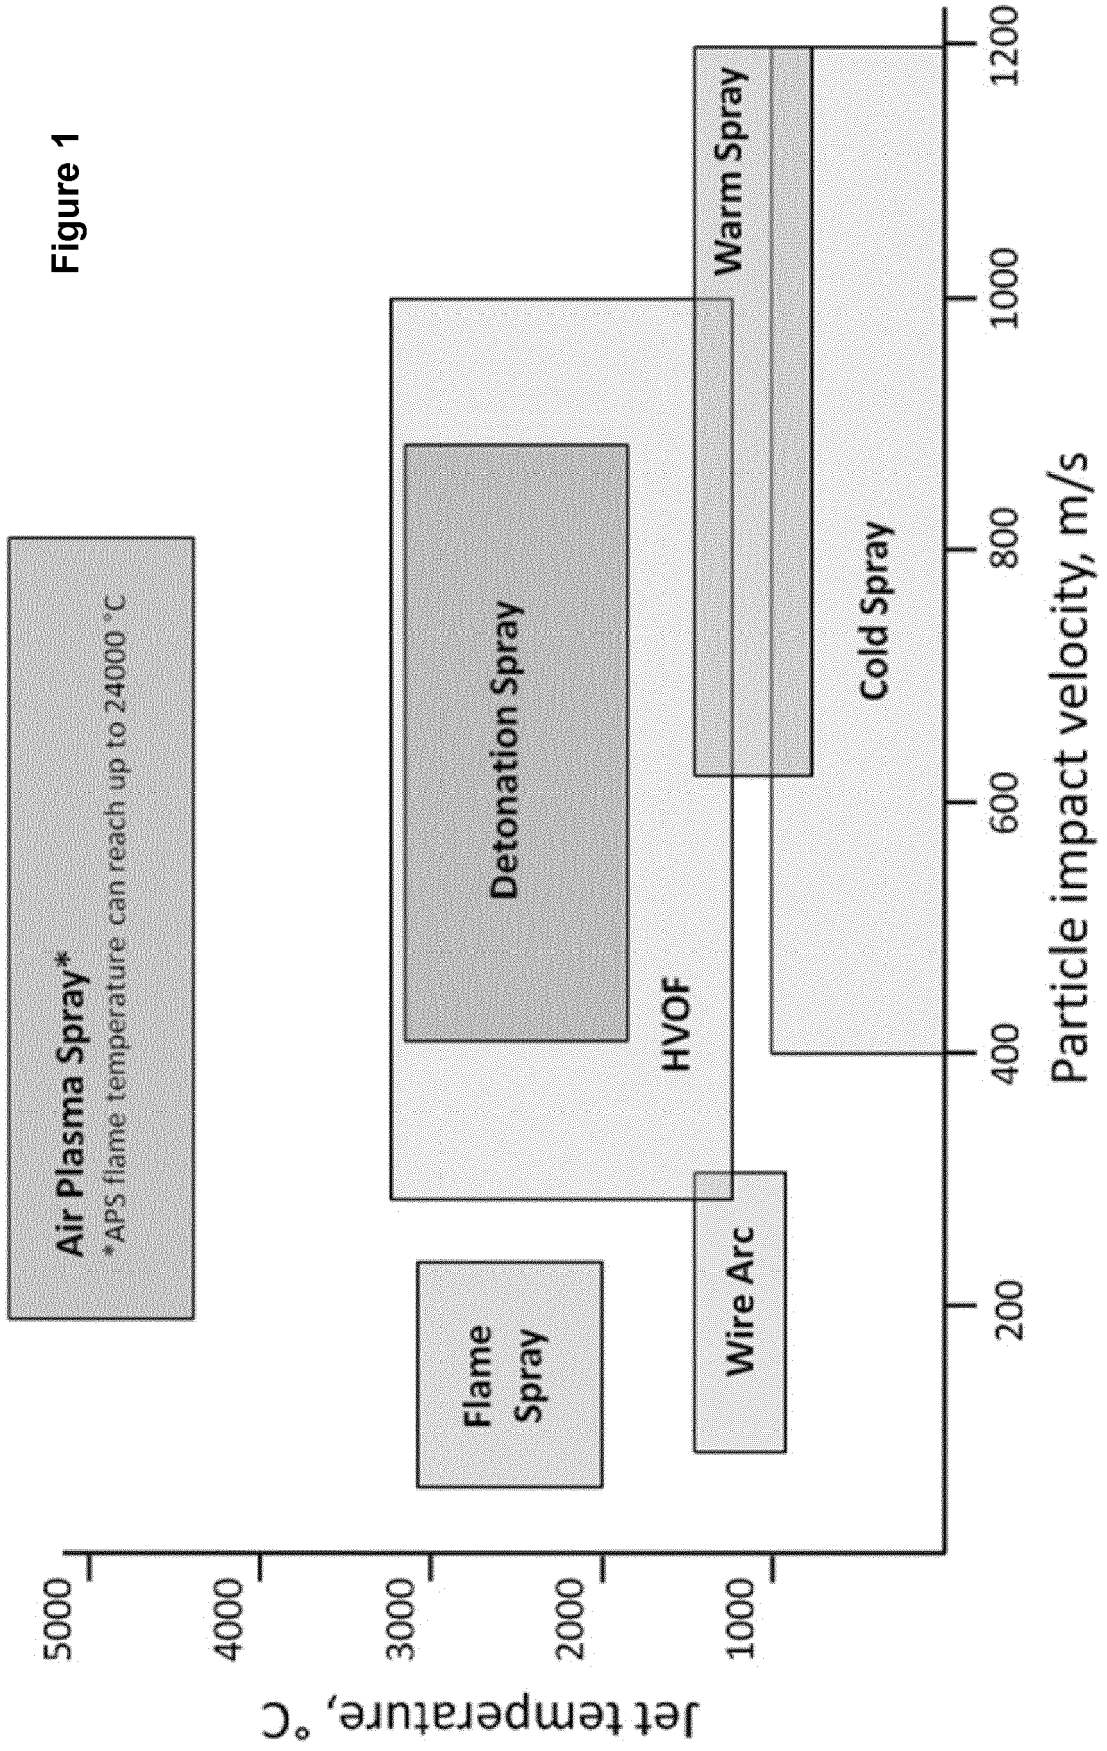 Figure 1
Air Plasma Spray*
*APS flame temperature can reach up to 24000 °C
Jet temperature, °C
5000
4000
3000
2000
1000
Flame
Spray
Detonation Spray
HVOF
Wire Arc
Warm Spray
Cold Spray
200
400
600
800
1000
1200
Particle impact velocity, m/s